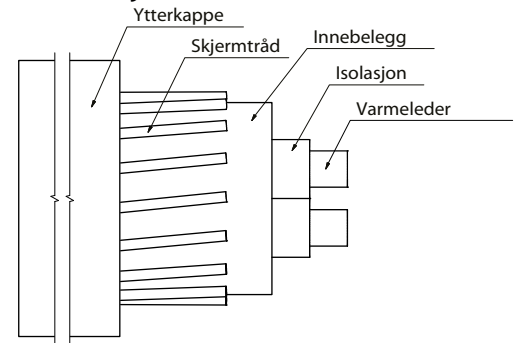 Ytterkappe
Skjermtråd
Innebelegg
Isolasjon
Varmeleder